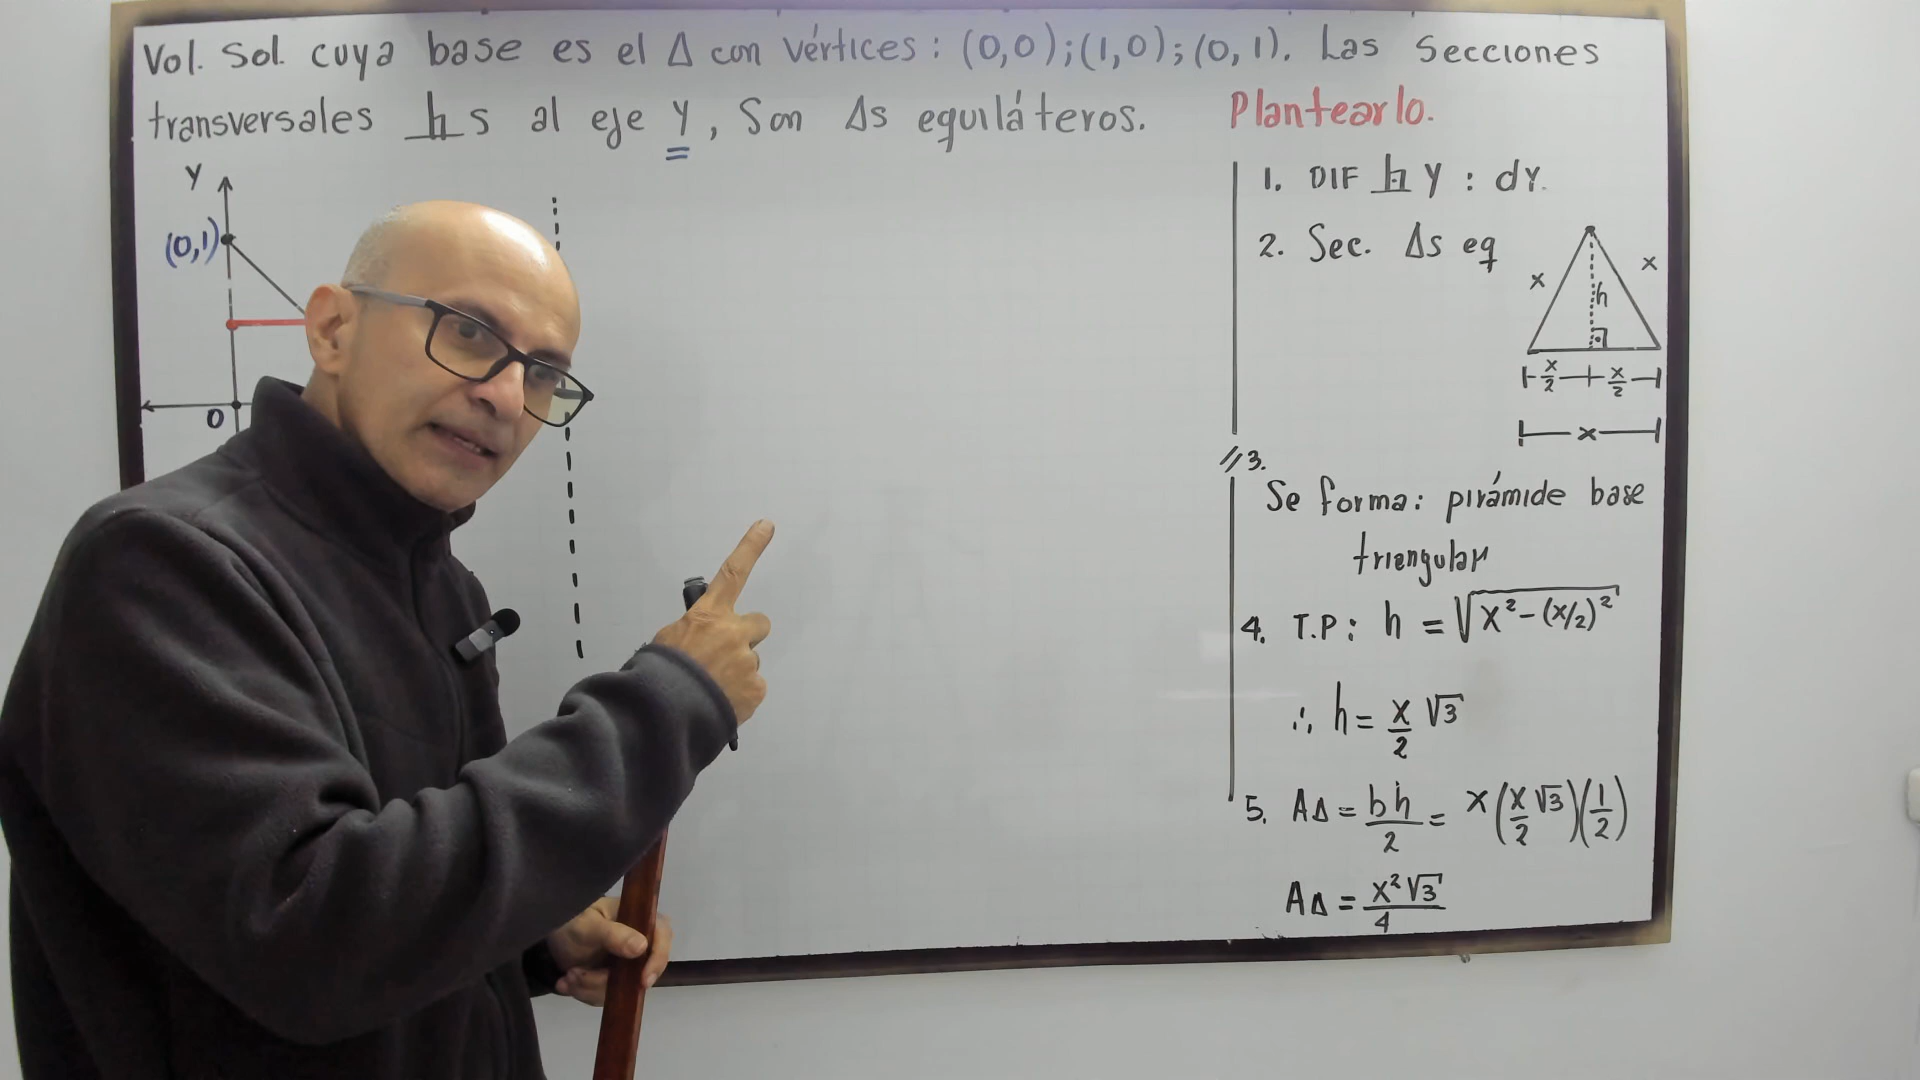 Vol. Sol. cuya base es el Δ con vértices: (0,0);(1,0);(0,1). Las Secciones
transversales ⊥s al eje y, Son Δs equiláteros. Plantearlo.
Y
(0,1)
0
1. DIF ⊥ y : dy.
2. Sec. Δs eq
x
x
h
x/2
x/2
x
//3.
Se forma: pirámide base
triangular
4. T.P: h = √(x² - (x/2)²)
∴ h = x/2 √3
5. AΔ = bh/2 = x(x/2 √3)(1/2)
AΔ = x²√3/4